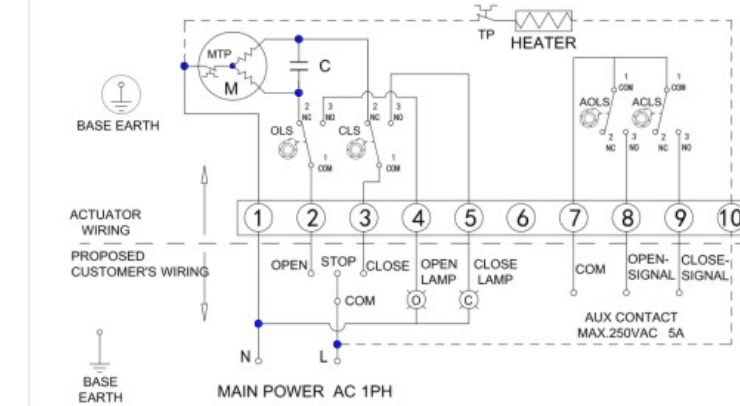 TP
HEATER
MTP
M
C
BASE EARTH
2
NC
3
NO
2
NC
3
NO
OLS
CLS
1
COM
1
COM
1
COM
1
COM
AOLS
ACLS
2
NC
3
NO
2
NC
3
NO
ACTUATOR
WIRING
1 2 3 4 5 6 7 8 9 10
PROPOSED
CUSTOMER'S WIRING
OPEN
STOP
CLOSE
COM
OPEN
LAMP
CLOSE
LAMP
O
C
COM
OPEN-
SIGNAL
CLOSE-
SIGNAL
AUX CONTACT
MAX.250VAC 5A
N
L
BASE
EARTH
MAIN POWER AC 1PH